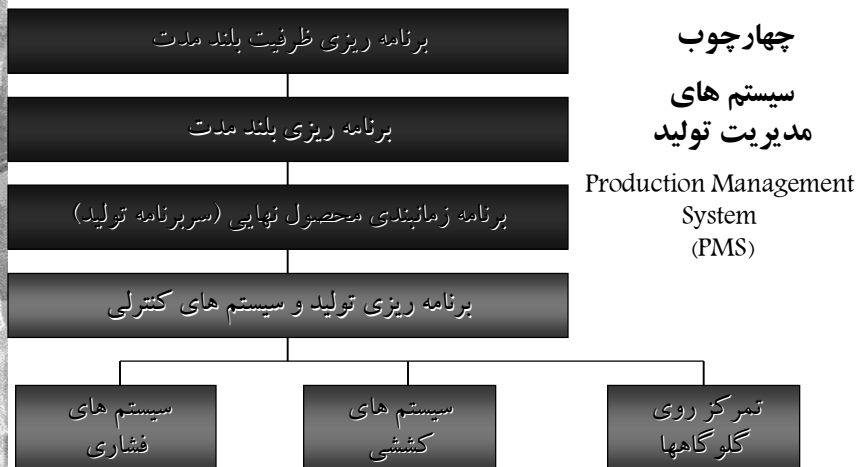 چهارچوب
سیستم های
مدیریت تولید
Production Management
System
(PMS)
برنامه ریزی ظرفیت بلند مدت
برنامه ریزی بلند مدت
برنامه زمانبندی محصول نهایی (سربرنامه تولید)
برنامه ریزی تولید و سیستم های کنترلی
تمرکز روی
گلوگاهها
سیستم های
کششی
سیستم های
فشاری